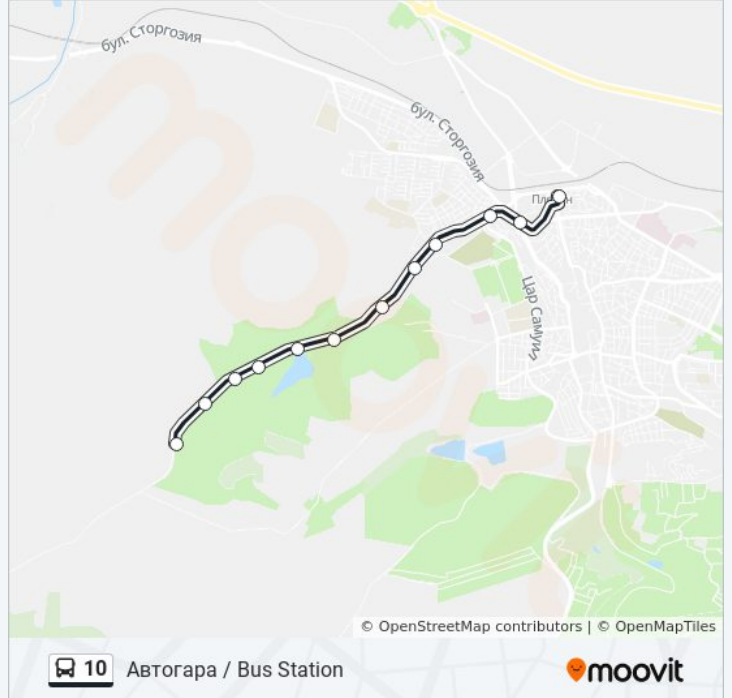 бул. Сторгозия
бул. Сторгозия
Цар Самуил
© OpenStreetMap contributors | © OpenMapTiles
10 Автогара / Bus Station
moovit